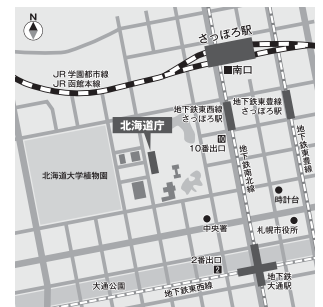 N
さっぽろ駅
JR 学園都市線
JR 函館本線
南口
地下鉄東西線
さっぽろ駅
地下鉄東豊線
さっぽろ駅
北海道庁
10
10番出口
北海道大学植物園
地下鉄南北線
地下鉄東豊線
時計台
中央署
札幌市役所
2番出口
2
大通公園
地下鉄東西線
地下鉄
大通駅